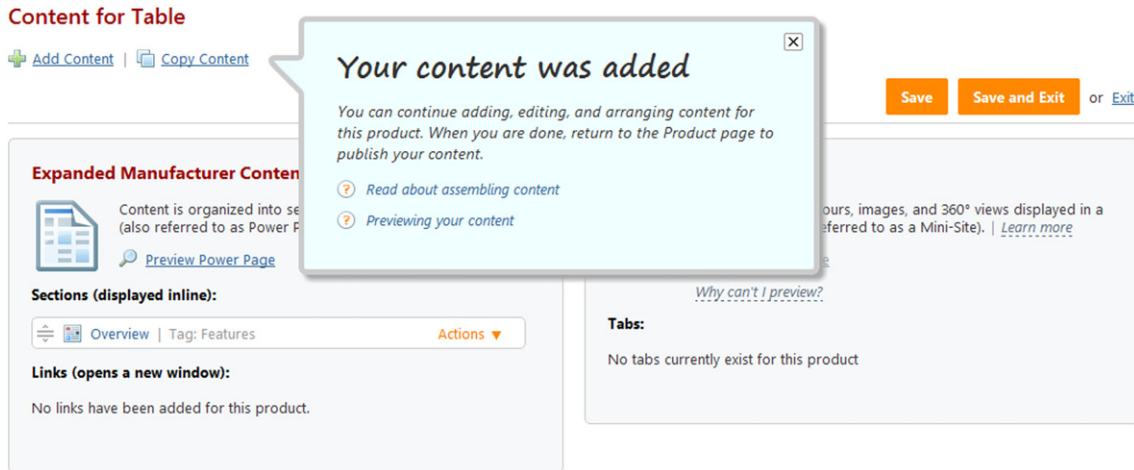 Content for Table
Add Content | Copy Content
Your content was added
You can continue adding, editing, and arranging content for
this product. When you are done, return to the Product page to
publish your content.
Read about assembling content
Previewing your content
Save Save and Exit or Exit
Expanded Manufacturer Conten
Content is organized into se
(also referred to as Power P
Preview Power Page
Sections (displayed inline):
Overview | Tag: Features Actions ▼
Links (opens a new window):
No links have been added for this product.
ours, images, and 360° views displayed in a
eferred to as a Mini-Site). | Learn more
e
Why can't I preview?
Tabs:
No tabs currently exist for this product